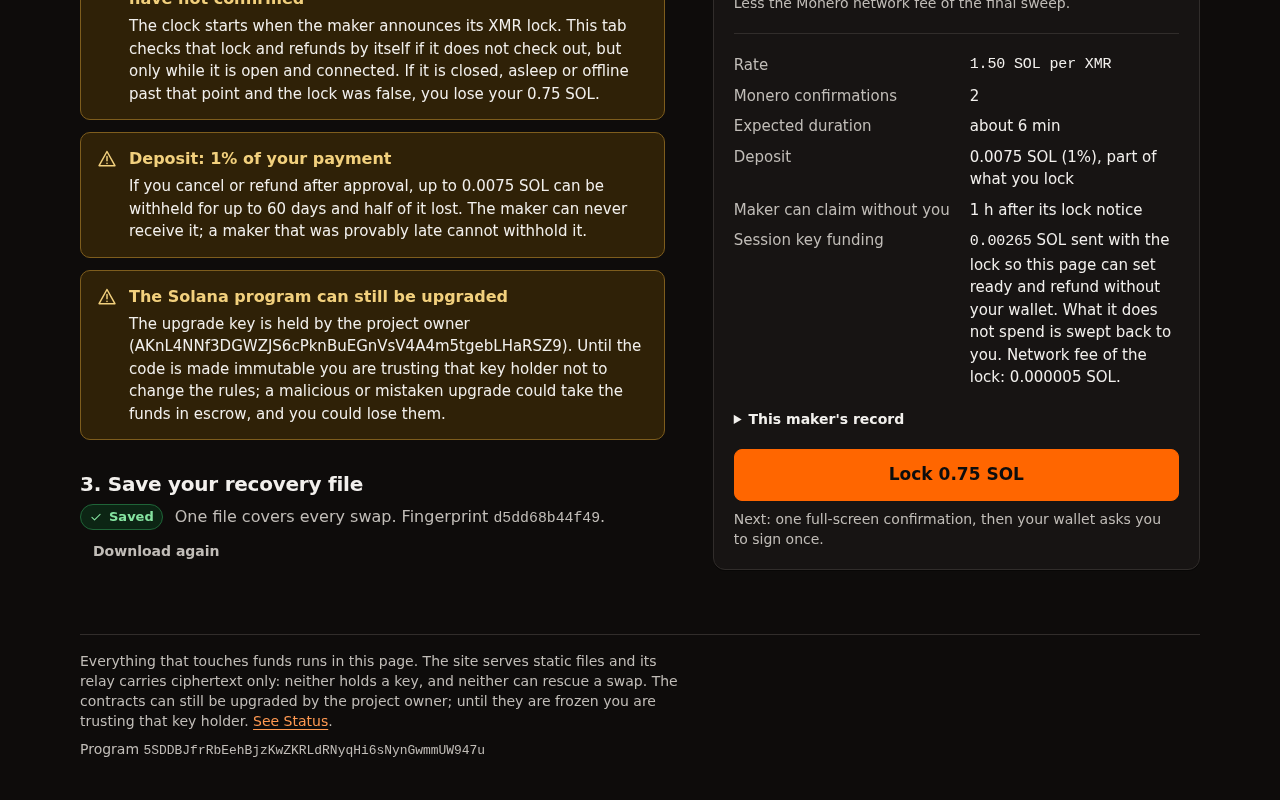 The clock starts when the maker announces its XMR lock. This tab
checks that lock and refunds by itself if it does not check out, but
only while it is open and connected. If it is closed, asleep or offline
past that point and the lock was false, you lose your 0.75 SOL.
Deposit: 1% of your payment
If you cancel or refund after approval, up to 0.0075 SOL can be
withheld for up to 60 days and half of it lost. The maker can never
receive it; a maker that was provably late cannot withhold it.
The Solana program can still be upgraded
The upgrade key is held by the project owner
(AKnL4NNf3DGWZJS6cPknBuEGnVsV4A4m5tgebLHaRSZ9). Until the
code is made immutable you are trusting that key holder not to
change the rules; a malicious or mistaken upgrade could take the
funds in escrow, and you could lose them.
3. Save your recovery file
Saved One file covers every swap. Fingerprint d5dd68b44f49.
Download again
Less the Monero network fee of the final sweep.
Rate 1.50 SOL per XMR
Monero confirmations 2
Expected duration about 6 min
Deposit 0.0075 SOL (1%), part of
what you lock
Maker can claim without you 1 h after its lock notice
Session key funding 0.00265 SOL sent with the
lock so this page can set
ready and refund without
your wallet. What it does
not spend is swept back to
you. Network fee of the
lock: 0.000005 SOL.
This maker's record
Lock 0.75 SOL
Next: one full-screen confirmation, then your wallet asks you
to sign once.
Everything that touches funds runs in this page. The site serves static files and its
relay carries ciphertext only: neither holds a key, and neither can rescue a swap. The
contracts can still be upgraded by the project owner; until they are frozen you are
trusting that key holder. See Status.
Program 5SDDBJfrRbEehBjzKwZKRLdRNyqHi6sNynGwmmUW947u